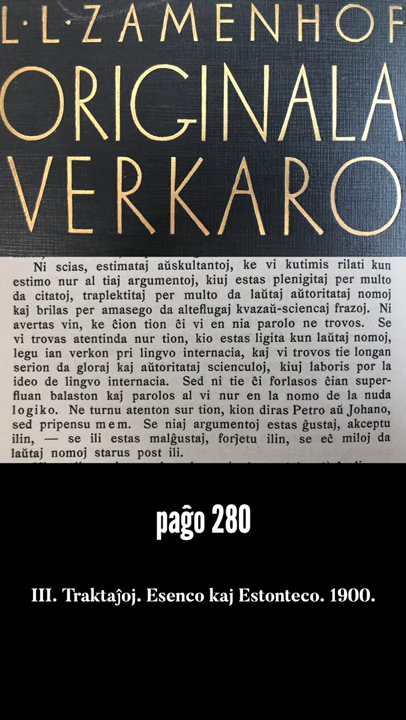 L·L·ZAMENHOF
ORIGINALA
VERKARO
Ni scias, estimataj aŭskultantoj, ke vi kutimis rilati kun
estimo nur al tiaj argumentoj, kiuj estas plenigitaj per multo
da citatoj, traplektitaj per multo da laŭtaj aŭtoritataj nomoj
kaj brilas per amasego da alteflugaj kvazaŭ-sciencaj frazoj. Ni
avertas vin, ke ĉion tion ĉi vi en nia parolo ne trovos. Se
vi trovas atentinda nur tion, kio estas ligita kun laŭtaj nomoj,
legu ian verkon pri lingvo internacia, kaj vi trovos tie longan
serion da gloraj kaj aŭtoritataj scienculoj, kiuj laboris por la
ideo de lingvo internacia. Sed ni tie ĉi forlasos ĉian super-
fluan balaston kaj parolos al vi nur en la nomo de la nuda
logiko. Ne turnu atenton sur tion, kion diras Petro aŭ Johano,
sed pripensu mem. Se niaj argumentoj estas ĝustaj, akceptu
ilin, — se ili estas malĝustaj, forĵetu ilin, se eĉ miloj da
laŭtaj nomoj starus post ili.
paĝo 280
III. Traktaĵoj. Esenco kaj Estonteco. 1900.